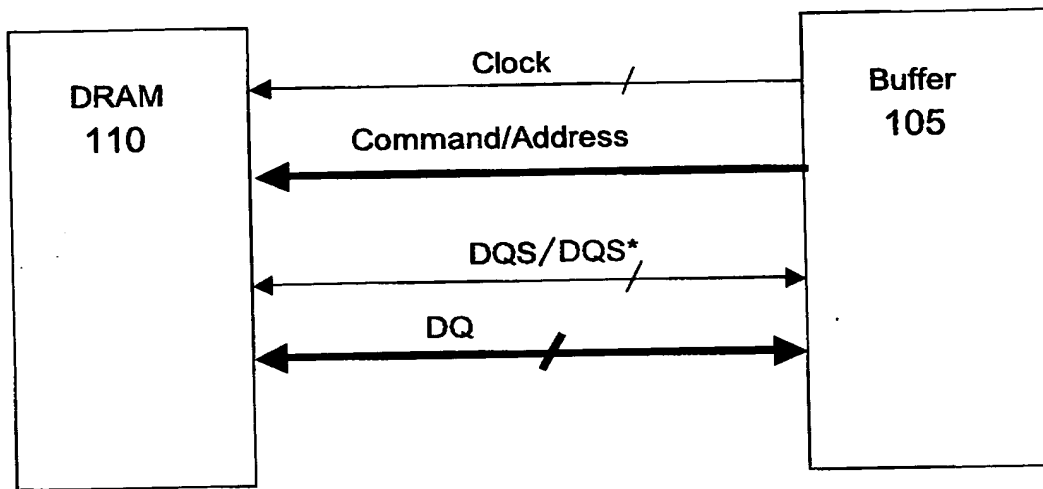 Clock
DRAM
110
Buffer
105
Command/Address
DQS/DQS*
DQ